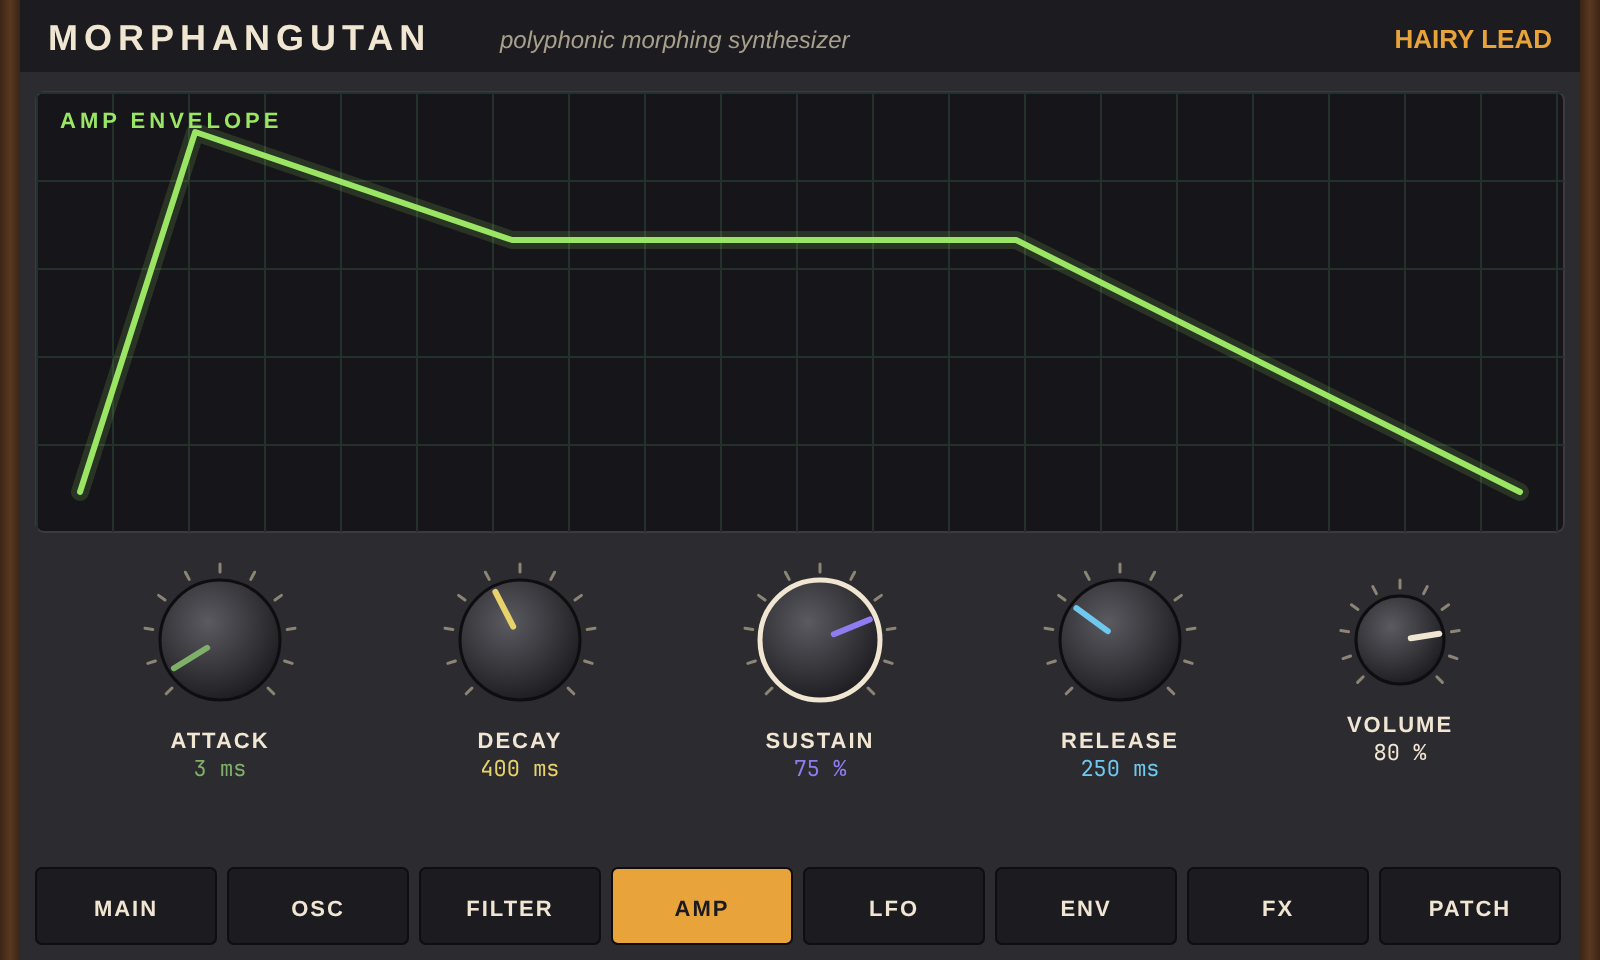 MORPHANGUTAN
polyphonic morphing synthesizer
HAIRY LEAD
AMP ENVELOPE
ATTACK
3 ms
DECAY
400 ms
SUSTAIN
75 %
RELEASE
250 ms
VOLUME
80 %
MAIN
OSC
FILTER
AMP
LFO
ENV
FX
PATCH